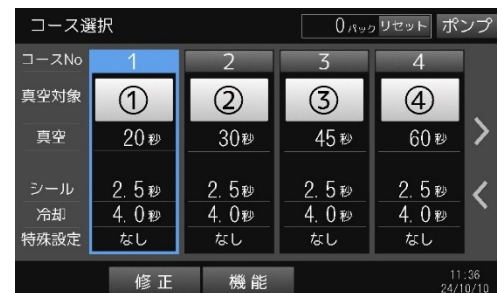 コース選択 0パック リセット ポンプ
コースNo 1 2 3 4
真空対象 ① ② ③ ④
真空 20秒 30秒 45秒 60秒
シール 2.5秒 2.5秒 2.5秒 2.5秒
冷却 4.0秒 4.0秒 4.0秒 4.0秒
特殊設定 なし なし なし なし
修正 機能 11:36
24/10/10